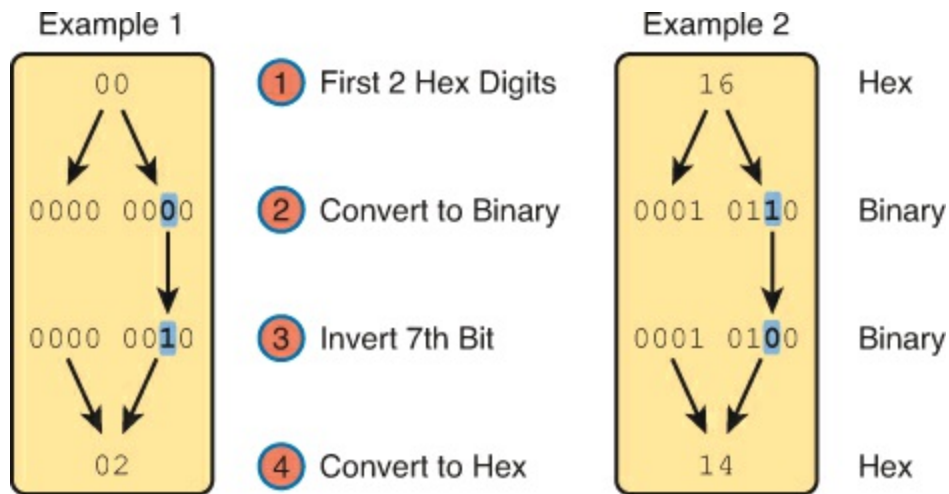 Example 1 Example 2
00 1 First 2 Hex Digits 16 Hex
0000 0000 2 Convert to Binary 0001 0110 Binary
0000 0010 3 Invert 7th Bit 0001 0100 Binary
02 4 Convert to Hex 14 Hex